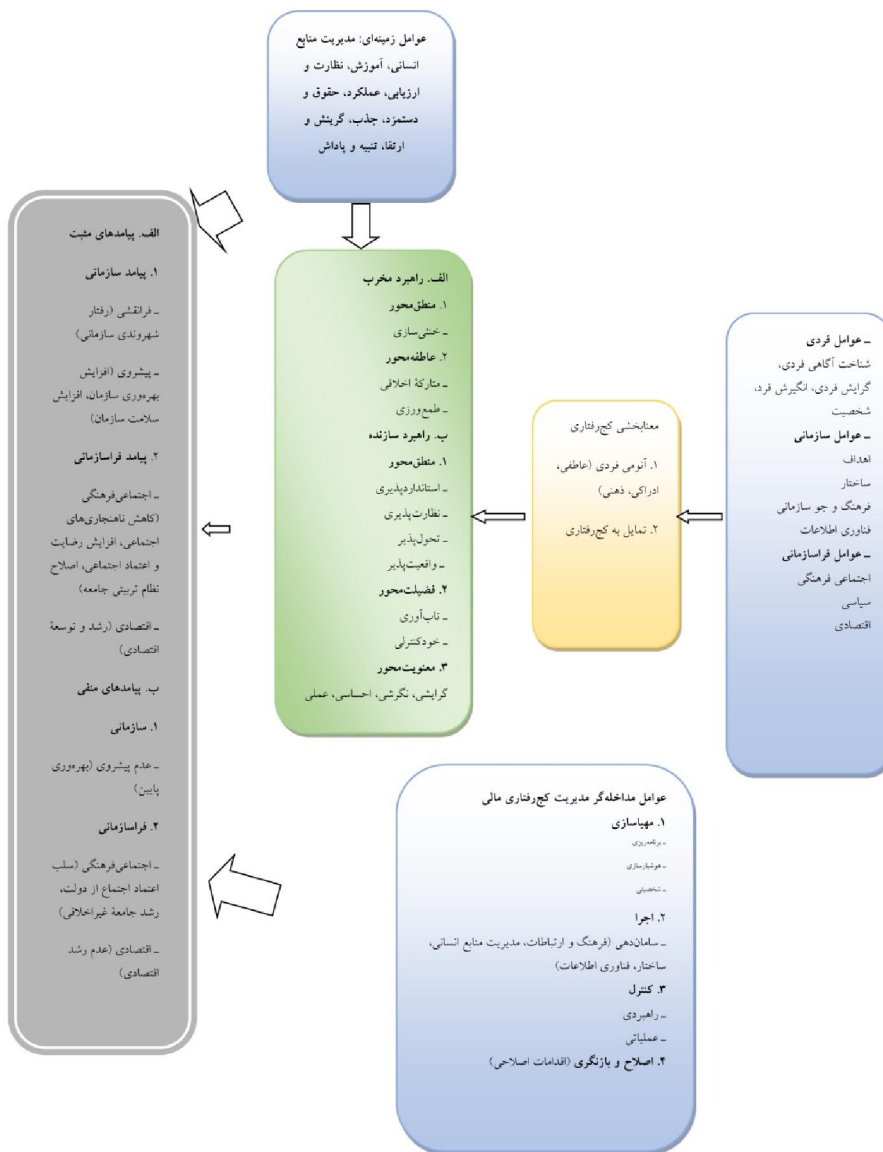 عوامل زمینه‌ای: مدیریت منابع
انسانی، آموزش، نظارت و
ارزیابی، عملکرد، حقوق و
دستمزد، جذب، گزینش و
ارتقا، تنبیه و پاداش
ـ عوامل فردی
شناخت آگاهی فردی،
گرایش فردی، انگیزش فرد،
شخصیت
ـ عوامل سازمانی
اهداف
ساختار
فرهنگ و جو سازمانی
فناوری اطلاعات
ـ عوامل فراسازمانی
اجتماعی فرهنگی
سیاسی
اقتصادی
معنابخشی کج‌رفتاری
۱. آنومی فردی (عاطفی،
ادراکی، ذهنی)
۲. تمایل به کج‌رفتاری
الف. راهبرد مخرب
۱. منطق‌محور
ـ خنثی‌سازی
۲. عاطفه‌محور
ـ متارکهٔ اخلاقی
ـ طمع‌ورزی
ب. راهبرد سازنده
۱. منطق‌محور
ـ استانداردپذیری
ـ نظارت‌پذیری
ـ تحول‌پذیر
ـ واقعیت‌پذیر
۲. فضیلت‌محور
ـ تاب‌آوری
ـ خودکنترلی
۳. معنویت‌محور
گرایشی، نگرشی، احساسی، عملی
الف. پیامدهای مثبت
۱. پیامد سازمانی
ـ فرانقشی (رفتار
شهروندی سازمانی)
ـ پیشروی (افزایش
بهره‌وری سازمان، افزایش
سلامت سازمان)
۲. پیامد فراسازمانی
ـ اجتماعی‌فرهنگی
(کاهش ناهنجاری‌های
اجتماعی، افزایش رضایت
و اعتماد اجتماعی، اصلاح
نظام تربیتی جامعه)
ـ اقتصادی (رشد و توسعهٔ
اقتصادی)
ب. پیامدهای منفی
۱. سازمانی
ـ عدم پیشروی (بهره‌وری
پایین)
۲. فراسازمانی
ـ اجتماعی‌فرهنگی (سلب
اعتماد اجتماع از دولت،
رشد جامعهٔ غیراخلاقی)
ـ اقتصادی (عدم رشد
اقتصادی)
عوامل مداخله‌گر مدیریت کج‌رفتاری مالی
۱. مهیاسازی
ـ برنامه‌ریزی
ـ هوشیارسازی
ـ شخصیتی
۲. اجرا
ـ سامان‌دهی (فرهنگ و ارتباطات، مدیریت منابع انسانی،
ساختار، فناوری اطلاعات)
۳. کنترل
ـ راهبردی
ـ عملیاتی
۴. اصلاح و بازنگری (اقدامات اصلاحی)